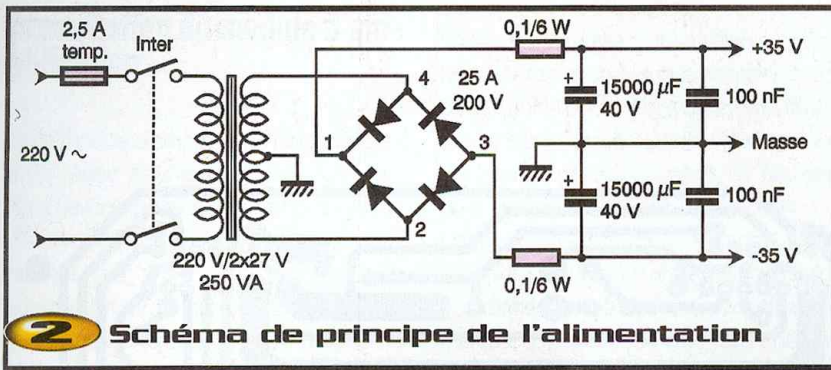 2,5 A
temp.
Inter
220 V ~
220 V/2x27 V
250 VA
4
25 A
200 V
1
3
2
0,1/6 W
+35 V
+
15000 µF
40 V
100 nF
Masse
+
15000 µF
40 V
100 nF
-35 V
0,1/6 W
2 Schéma de principe de l'alimentation